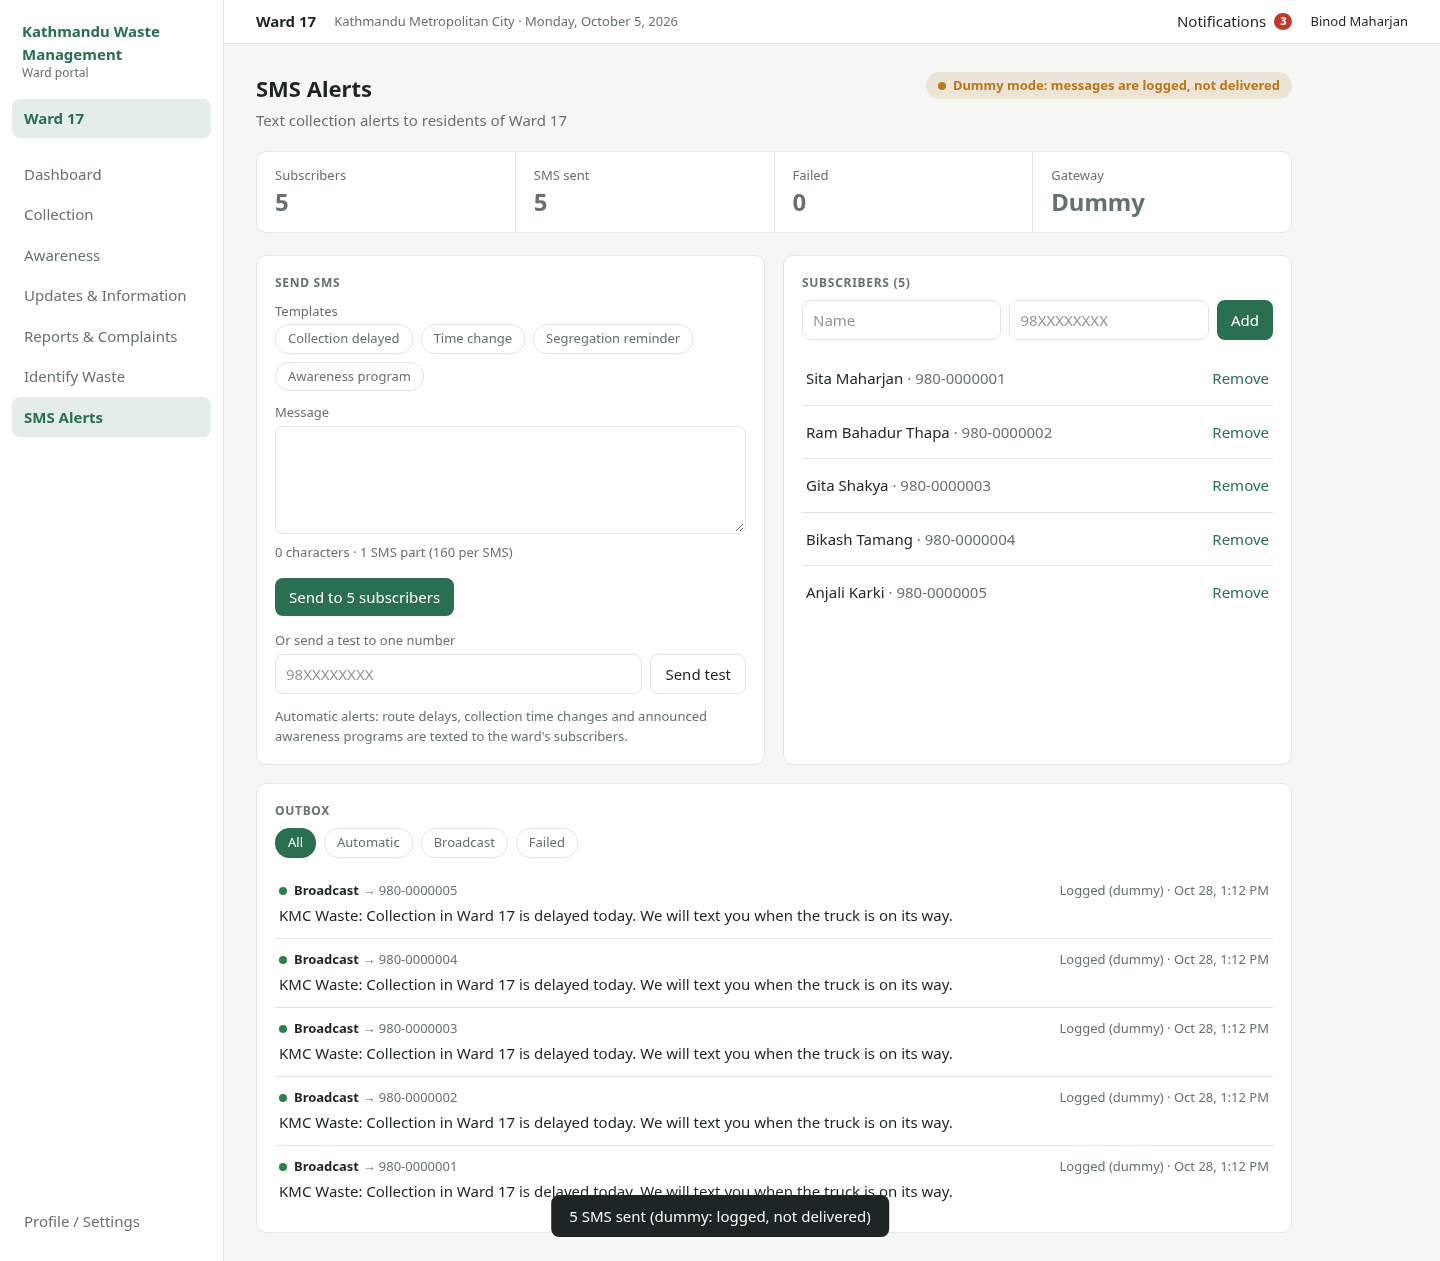 Kathmandu Waste
Management
Ward portal
Ward 17
Dashboard
Collection
Awareness
Updates & Information
Reports & Complaints
Identify Waste
SMS Alerts
Profile / Settings
Ward 17 Kathmandu Metropolitan City · Monday, October 5, 2026
Notifications 3 Binod Maharjan
SMS Alerts
Dummy mode: messages are logged, not delivered
Text collection alerts to residents of Ward 17
Subscribers
5
SMS sent
5
Failed
0
Gateway
Dummy
SEND SMS
Templates
Collection delayed Time change Segregation reminder
Awareness program
Message
0 characters · 1 SMS part (160 per SMS)
Send to 5 subscribers
Or send a test to one number
98XXXXXXXX Send test
Automatic alerts: route delays, collection time changes and announced
awareness programs are texted to the ward's subscribers.
SUBSCRIBERS (5)
Name 98XXXXXXXX Add
Sita Maharjan · 980-0000001 Remove
Ram Bahadur Thapa · 980-0000002 Remove
Gita Shakya · 980-0000003 Remove
Bikash Tamang · 980-0000004 Remove
Anjali Karki · 980-0000005 Remove
OUTBOX
All Automatic Broadcast Failed
Broadcast → 980-0000005 Logged (dummy) · Oct 28, 1:12 PM
KMC Waste: Collection in Ward 17 is delayed today. We will text you when the truck is on its way.
Broadcast → 980-0000004 Logged (dummy) · Oct 28, 1:12 PM
KMC Waste: Collection in Ward 17 is delayed today. We will text you when the truck is on its way.
Broadcast → 980-0000003 Logged (dummy) · Oct 28, 1:12 PM
KMC Waste: Collection in Ward 17 is delayed today. We will text you when the truck is on its way.
Broadcast → 980-0000002 Logged (dummy) · Oct 28, 1:12 PM
KMC Waste: Collection in Ward 17 is delayed today. We will text you when the truck is on its way.
Broadcast → 980-0000001 Logged (dummy) · Oct 28, 1:12 PM
KMC Waste: Collection in Ward 17 is delayed today. We will text you when the truck is on its way.
5 SMS sent (dummy: logged, not delivered)